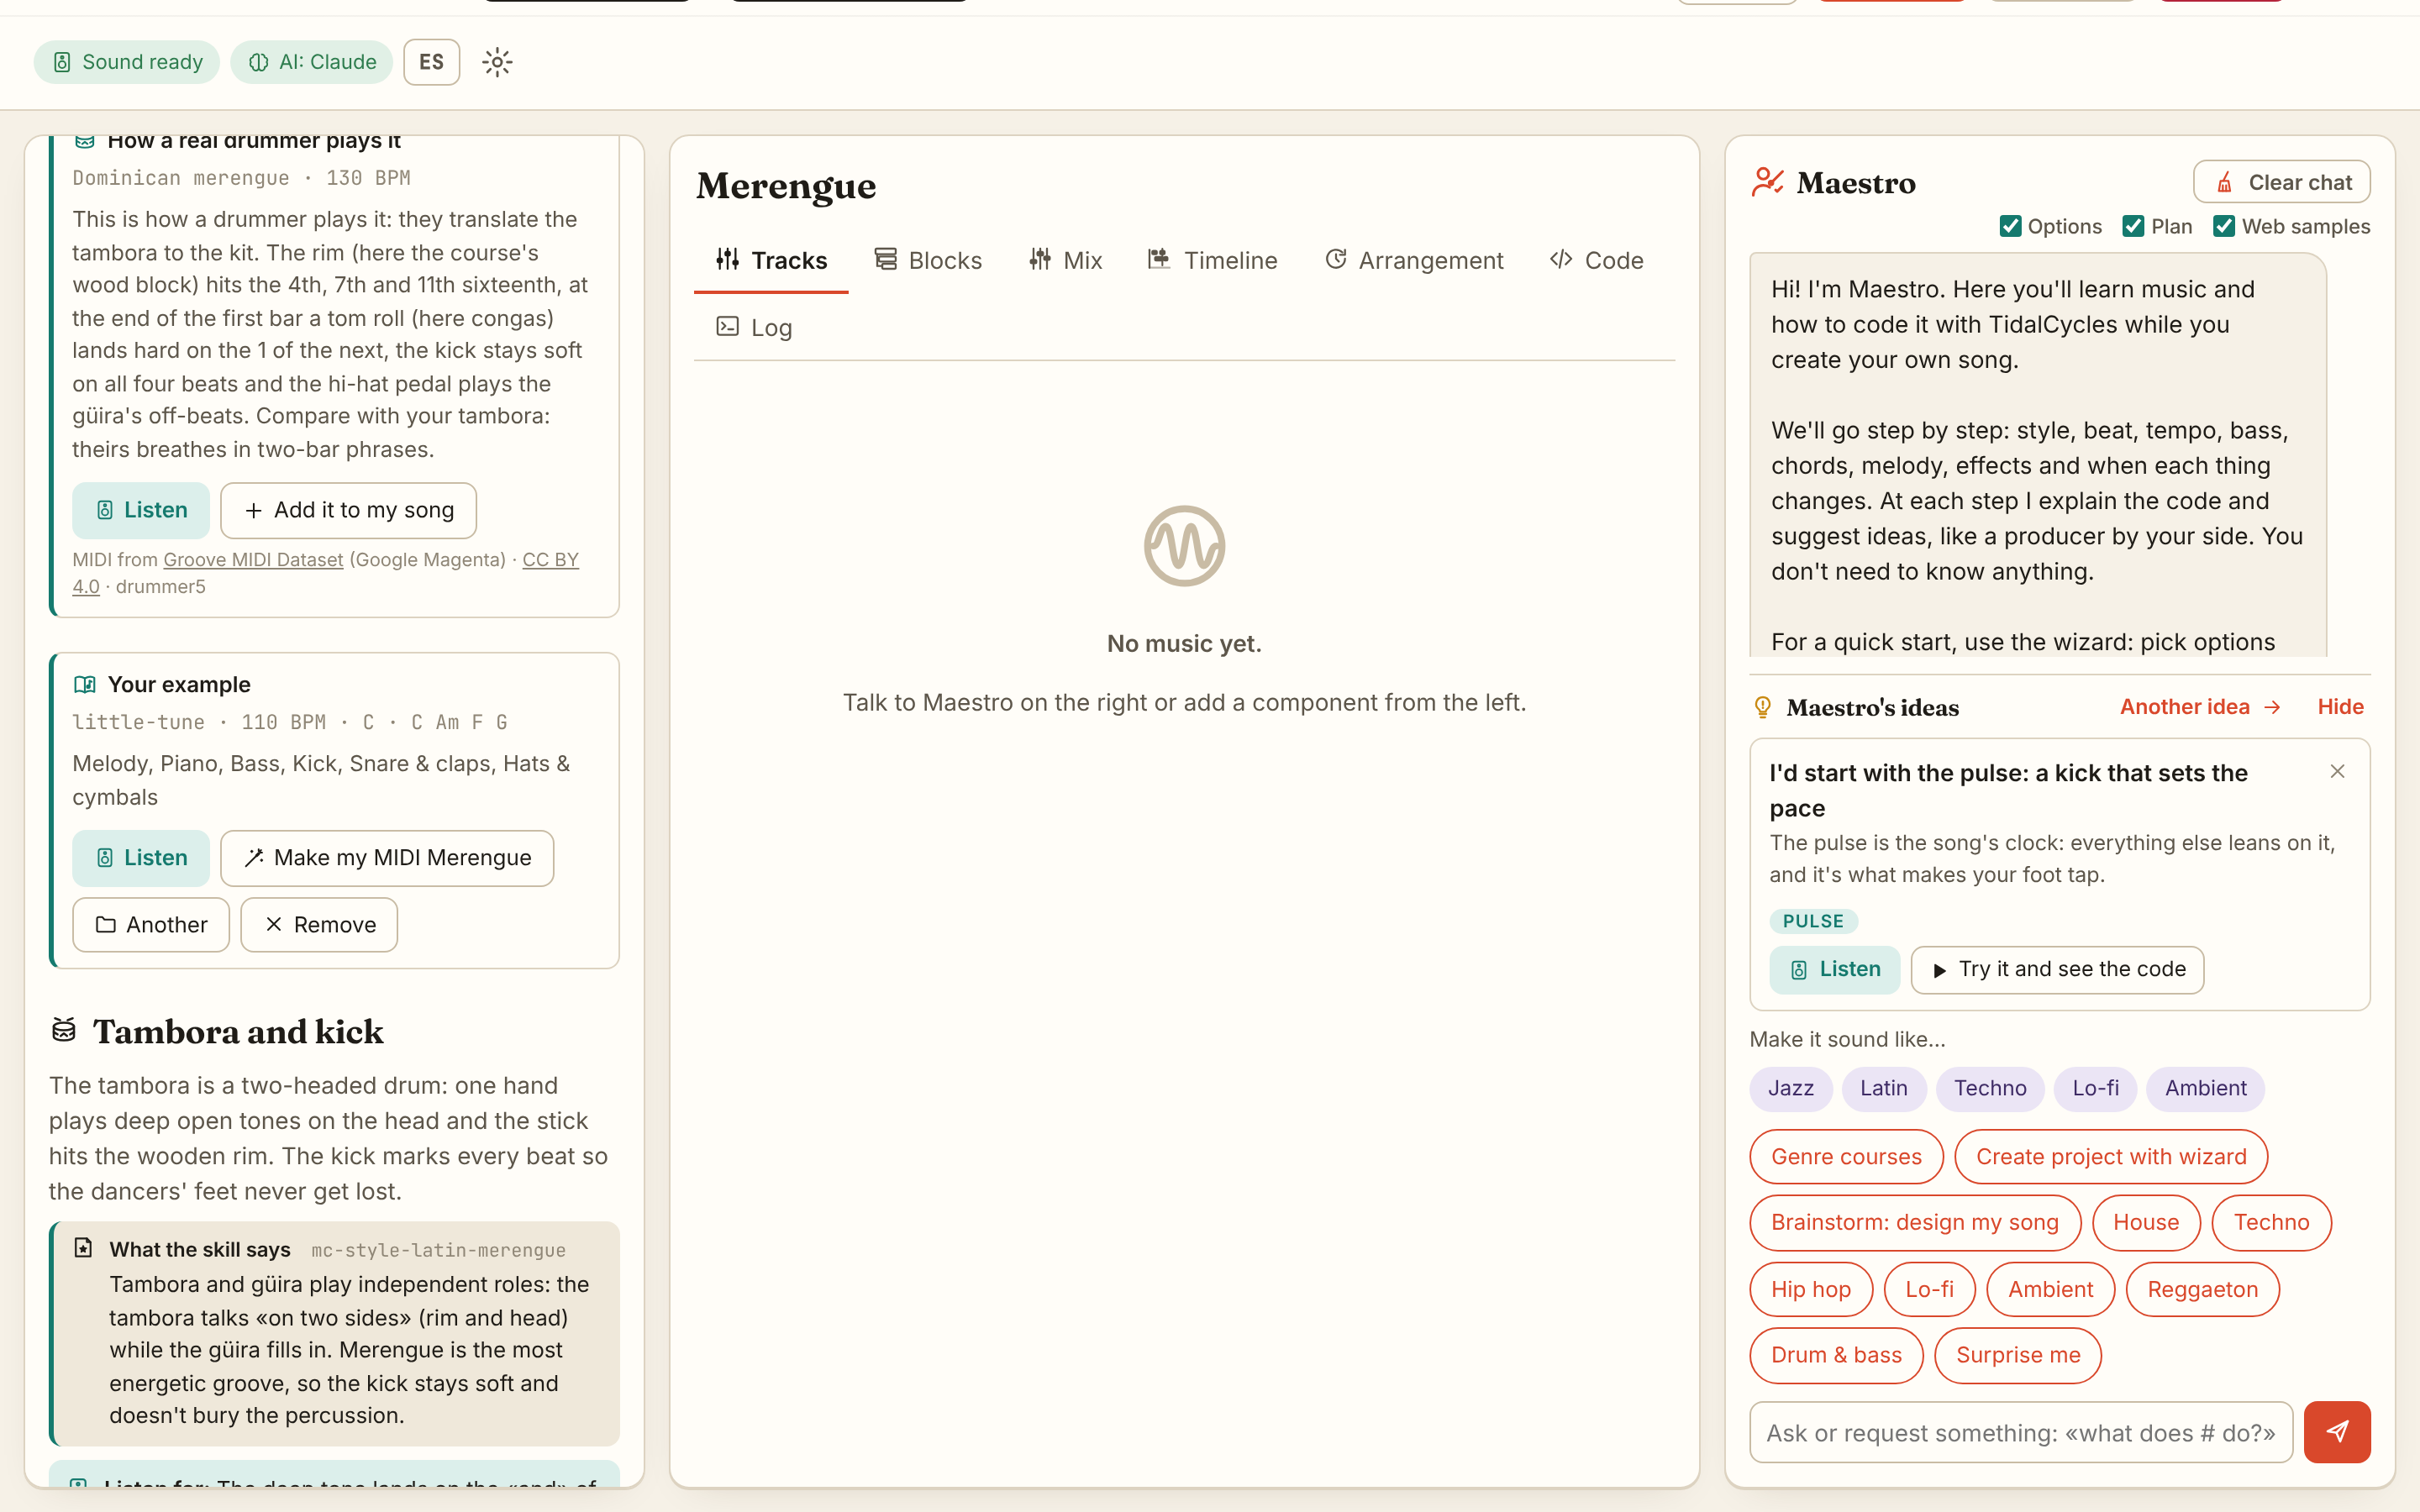 Sound ready
AI: Claude
ES
How a real drummer plays it
Dominican merengue · 130 BPM
This is how a drummer plays it: they translate the
tambora to the kit. The rim (here the course's
wood block) hits the 4th, 7th and 11th sixteenth, at
the end of the first bar a tom roll (here congas)
lands hard on the 1 of the next, the kick stays soft
on all four beats and the hi-hat pedal plays the
güira's off-beats. Compare with your tambora:
theirs breathes in two-bar phrases.
Listen
Add it to my song
MIDI from Groove MIDI Dataset (Google Magenta) · CC BY
4.0 · drummer5
Your example
little-tune · 110 BPM · C · C Am F G
Melody, Piano, Bass, Kick, Snare & claps, Hats &
cymbals
Listen
Make my MIDI Merengue
Another
Remove
Tambora and kick
The tambora is a two-headed drum: one hand
plays deep open tones on the head and the stick
hits the wooden rim. The kick marks every beat so
the dancers' feet never get lost.
What the skill says mc-style-latin-merengue
Tambora and güira play independent roles: the
tambora talks «on two sides» (rim and head)
while the güira fills in. Merengue is the most
energetic groove, so the kick stays soft and
doesn't bury the percussion.
Listen for: The deep tone lands on the «and» of
Merengue
Tracks
Blocks
Mix
Timeline
Arrangement
Code
Log
No music yet.
Talk to Maestro on the right or add a component from the left.
Maestro
Clear chat
Options
Plan
Web samples
Hi! I'm Maestro. Here you'll learn music and
how to code it with TidalCycles while you
create your own song.
We'll go step by step: style, beat, tempo, bass,
chords, melody, effects and when each thing
changes. At each step I explain the code and
suggest ideas, like a producer by your side. You
don't need to know anything.
For a quick start, use the wizard: pick options
Maestro's ideas
Another idea →
Hide
I'd start with the pulse: a kick that sets the
pace
The pulse is the song's clock: everything else leans on it,
and it's what makes your foot tap.
PULSE
Listen
Try it and see the code
Make it sound like...
Jazz
Latin
Techno
Lo-fi
Ambient
Genre courses
Create project with wizard
Brainstorm: design my song
House
Techno
Hip hop
Lo-fi
Ambient
Reggaeton
Drum & bass
Surprise me
Ask or request something: «what does # do?»